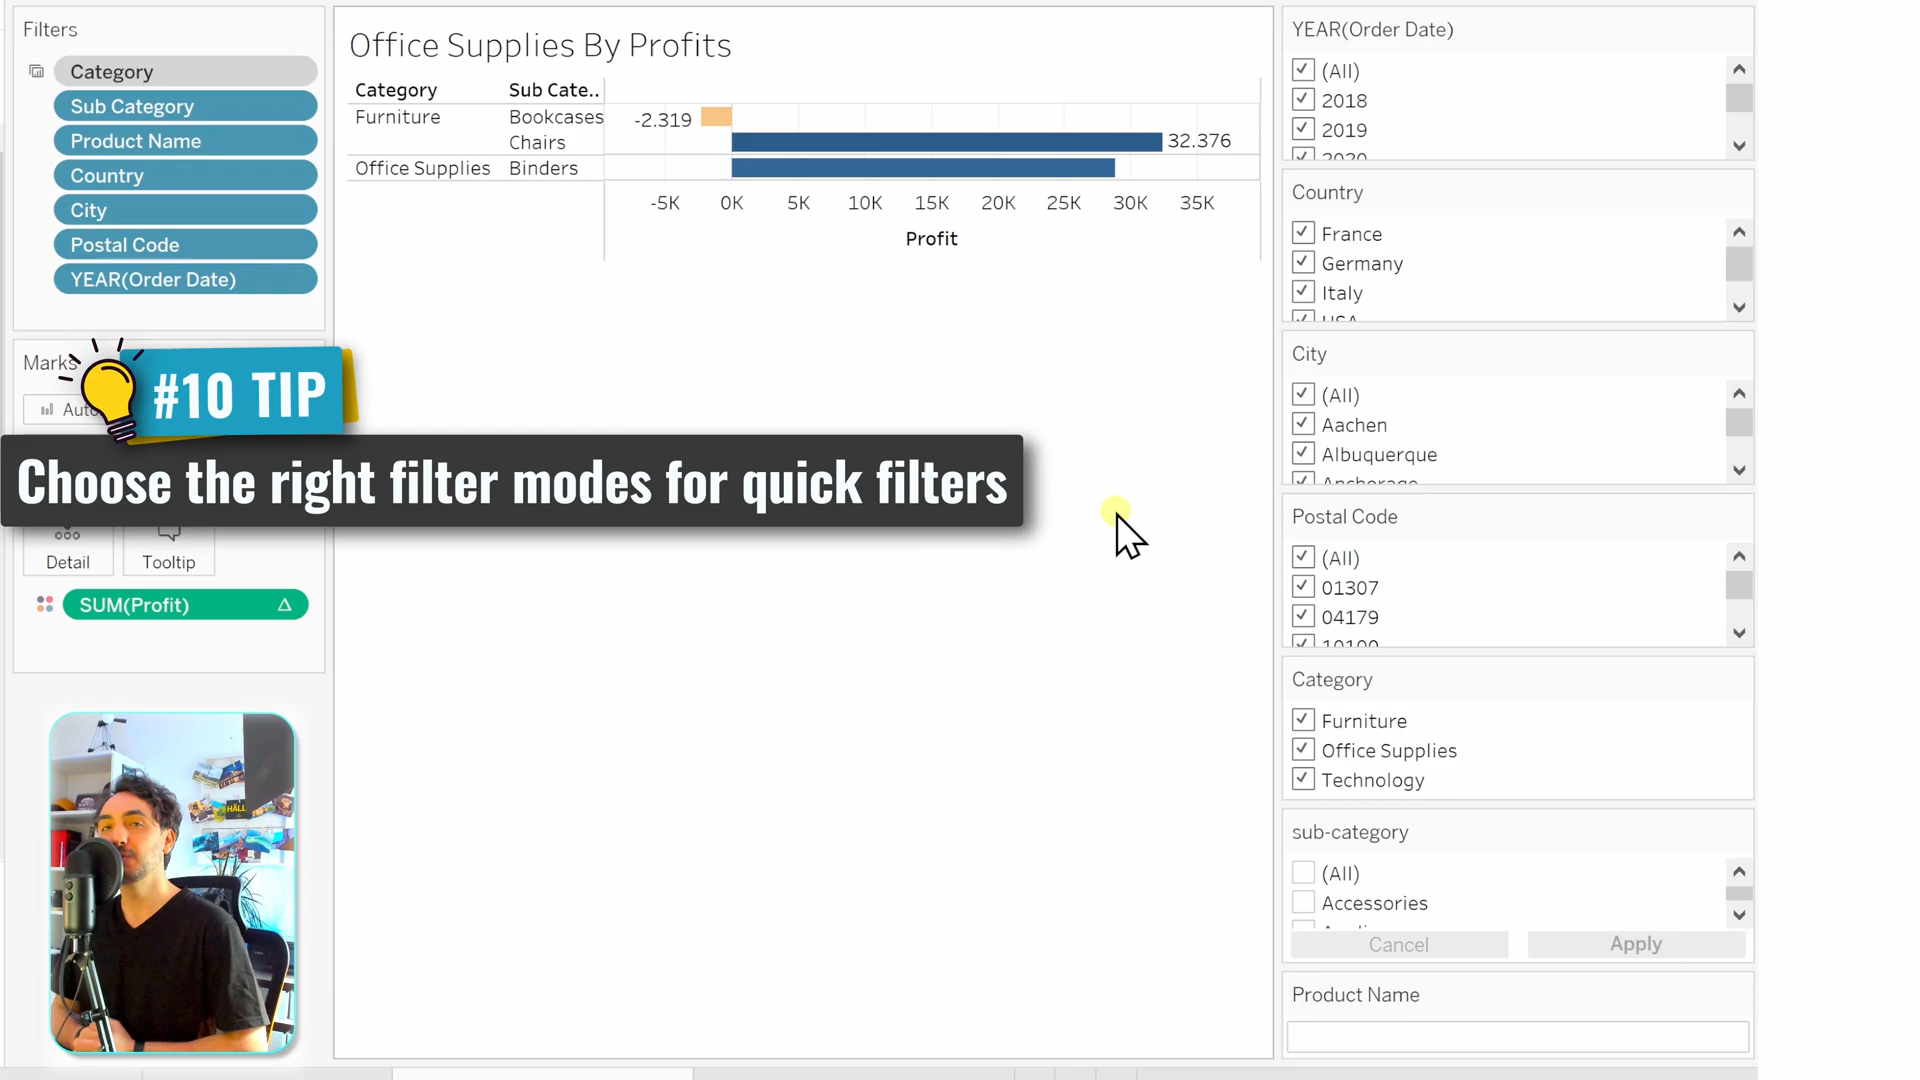 Filters
Category
Sub Category
Product Name
Country
City
Postal Code
YEAR(Order Date)
Marks
Auto
#10 TIP
Choose the right filter modes for quick filters
Detail
Tooltip
SUM(Profit) Δ
Office Supplies By Profits
Category Sub Cate..
Furniture Bookcases -2.319
Chairs 32.376
Office Supplies Binders
-5K 0K 5K 10K 15K 20K 25K 30K 35K
Profit
YEAR(Order Date)
(All)
2018
2019
2020
Country
France
Germany
Italy
USA
City
(All)
Aachen
Albuquerque
Anchorage
Postal Code
(All)
01307
04179
10100
Category
Furniture
Office Supplies
Technology
sub-category
(All)
Accessories
Cancel Apply
Product Name